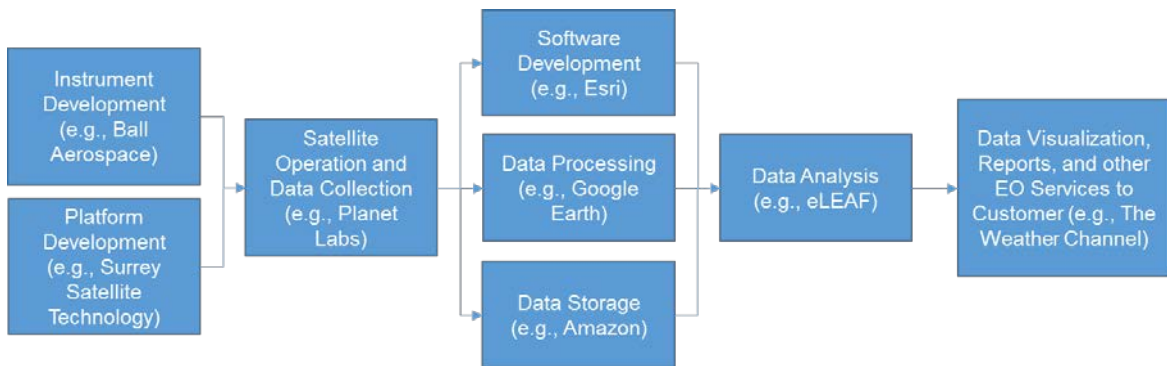 Instrument
Development
(e.g., Ball
Aerospace)
Platform
Development
(e.g., Surrey
Satellite
Technology)
Satellite
Operation and
Data Collection
(e.g., Planet
Labs)
Software
Development
(e.g., Esri)
Data Processing
(e.g., Google
Earth)
Data Storage
(e.g., Amazon)
Data Analysis
(e.g., eLEAF)
Data Visualization,
Reports, and other
EO Services to
Customer (e.g., The
Weather Channel)